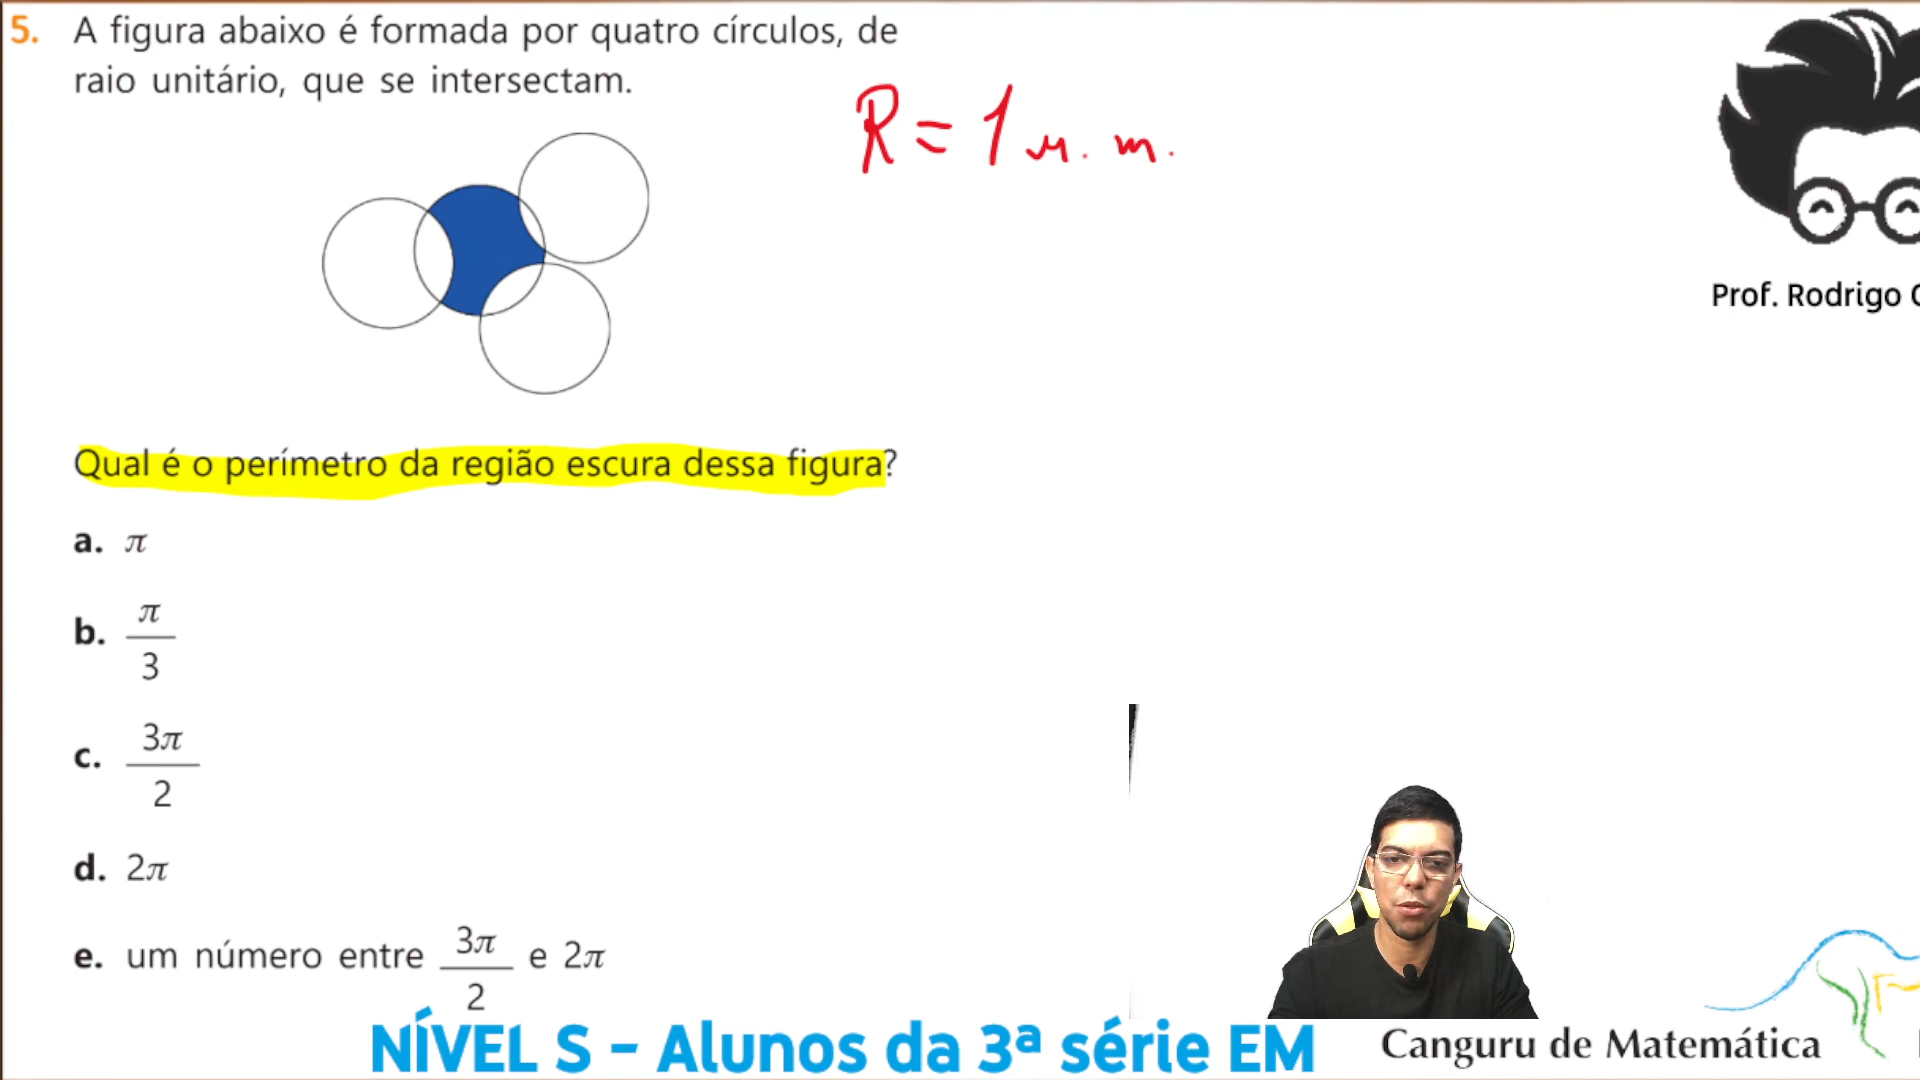 5. A figura abaixo é formada por quatro círculos, de
raio unitário, que se intersectam.
R = 1 u. m.
Prof. Rodrigo
Qual é o perímetro da região escura dessa figura?
a. π
b. π/3
c. 3π/2
d. 2π
e. um número entre 3π/2 e 2π
NÍVEL S - Alunos da 3ª série EM
Canguru de Matemática